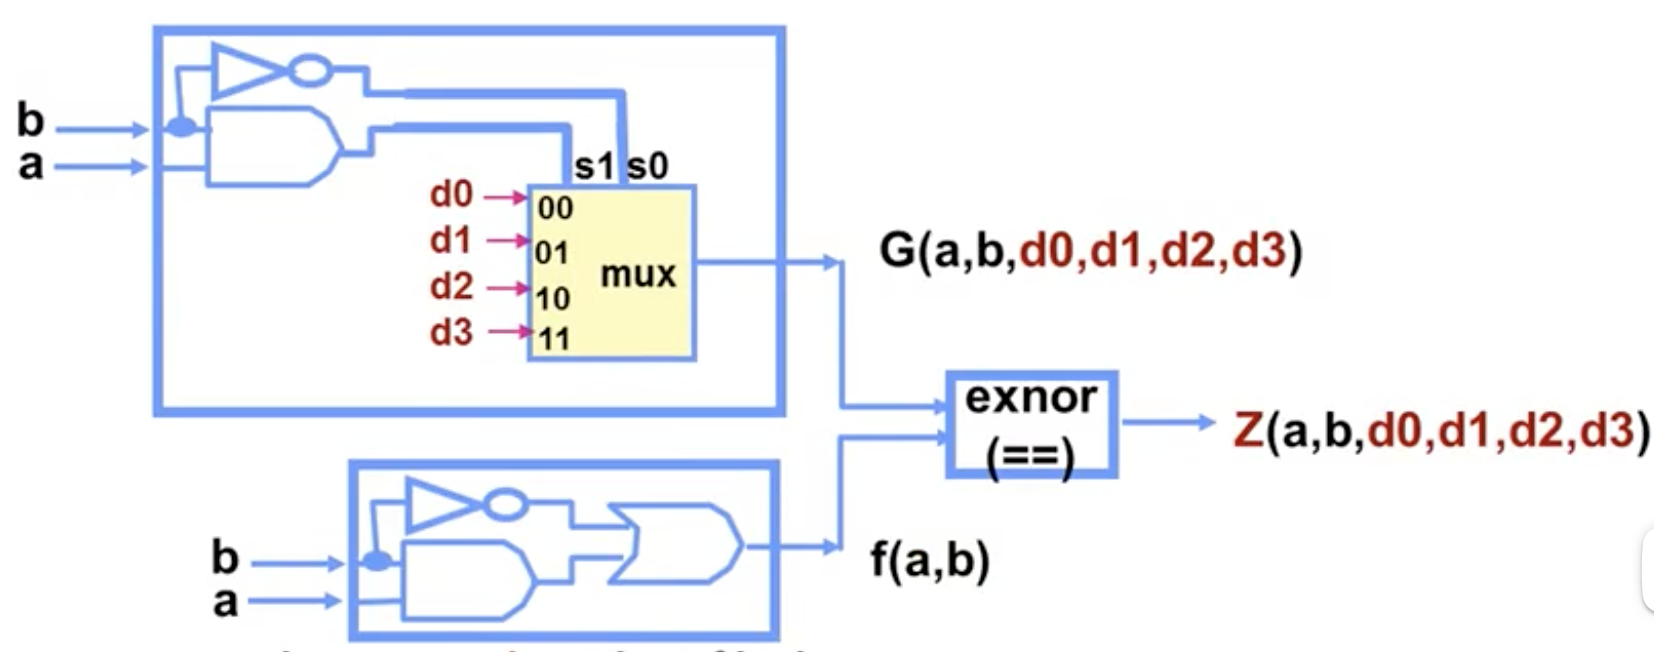 b
a
s1 s0
d0
d1
d2
d3
00
01
10
11
mux
G(a,b,d0,d1,d2,d3)
exnor
(==)
Z(a,b,d0,d1,d2,d3)
b
a
f(a,b)